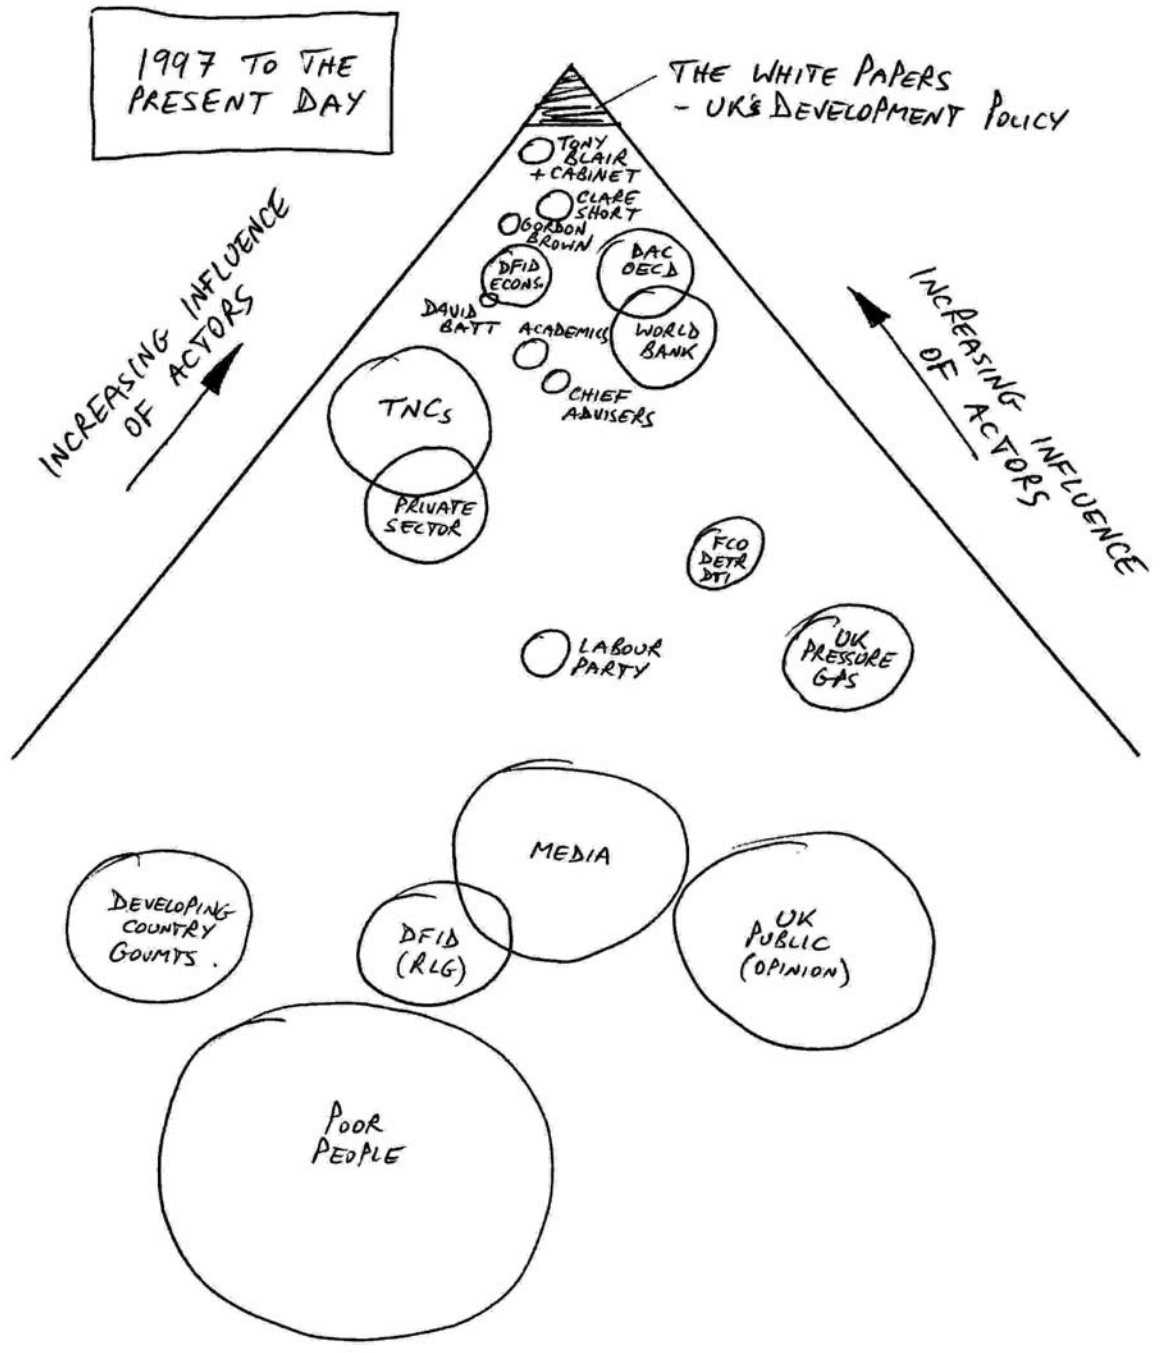 1997 TO THE
PRESENT DAY
THE WHITE PAPERS
- UK's DEVELOPMENT POLICY
TONY
BLAIR
+ CABINET
CLARE
SHORT
GORDON
BROWN
DAC
OECD
DFID
ECONS.
DAVID
BATT
ACADEMICS
WORLD
BANK
CHIEF
ADVISERS
INCREASING INFLUENCE
OF ACTORS
INCREASING INFLUENCE
OF ACTORS
TNCs
PRIVATE
SECTOR
FCO
DETR
DTI
LABOUR
PARTY
UK
PRESSURE
GPS
MEDIA
DEVELOPING
COUNTRY
GOVMTS.
DFID
(RLG)
UK
PUBLIC
(OPINION)
POOR
PEOPLE